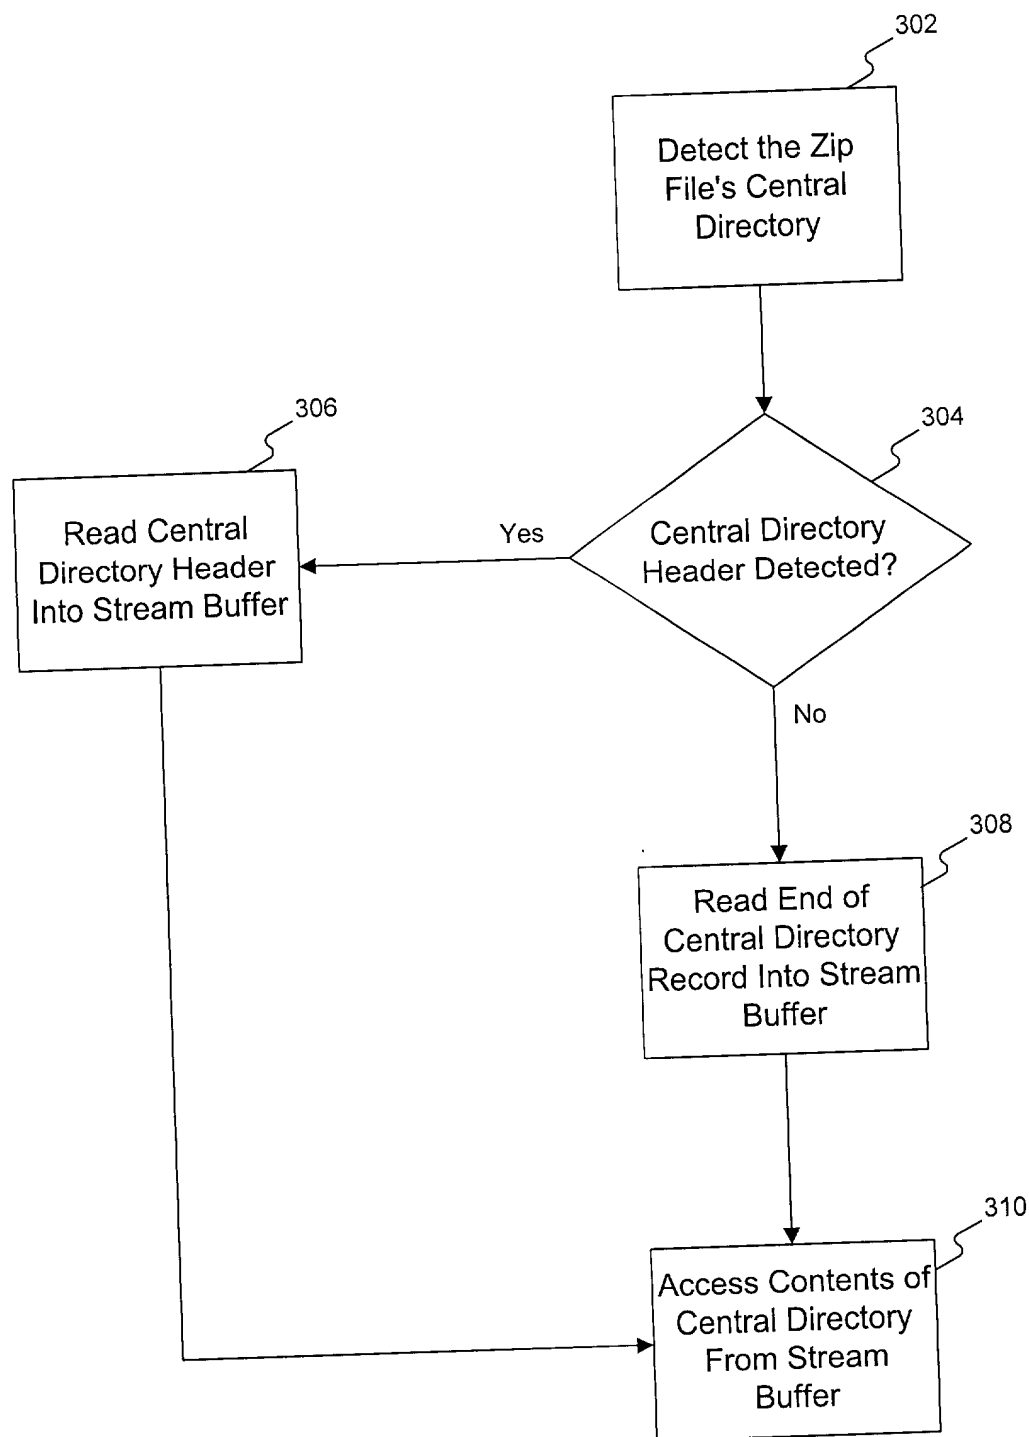 302
Detect the Zip
File's Central
Directory
306
304
Read Central
Directory Header
Into Stream Buffer
Yes
Central Directory
Header Detected?
No
308
Read End of
Central Directory
Record Into Stream
Buffer
310
Access Contents of
Central Directory
From Stream
Buffer